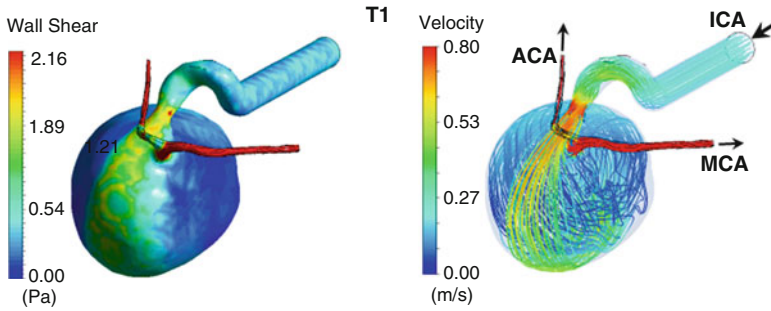 Wall Shear
2.16
1.89
1.21
0.54
0.00
(Pa)
T1
Velocity
0.80
0.53
0.27
0.00
(m/s)
ACA
ICA
MCA